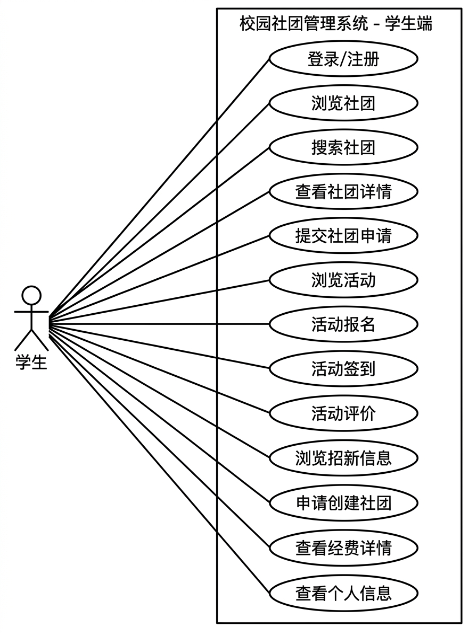 校园社团管理系统 - 学生端
登录/注册
浏览社团
搜索社团
查看社团详情
提交社团申请
浏览活动
活动报名
活动签到
学生
活动评价
浏览招新信息
申请创建社团
查看经费详情
查看个人信息